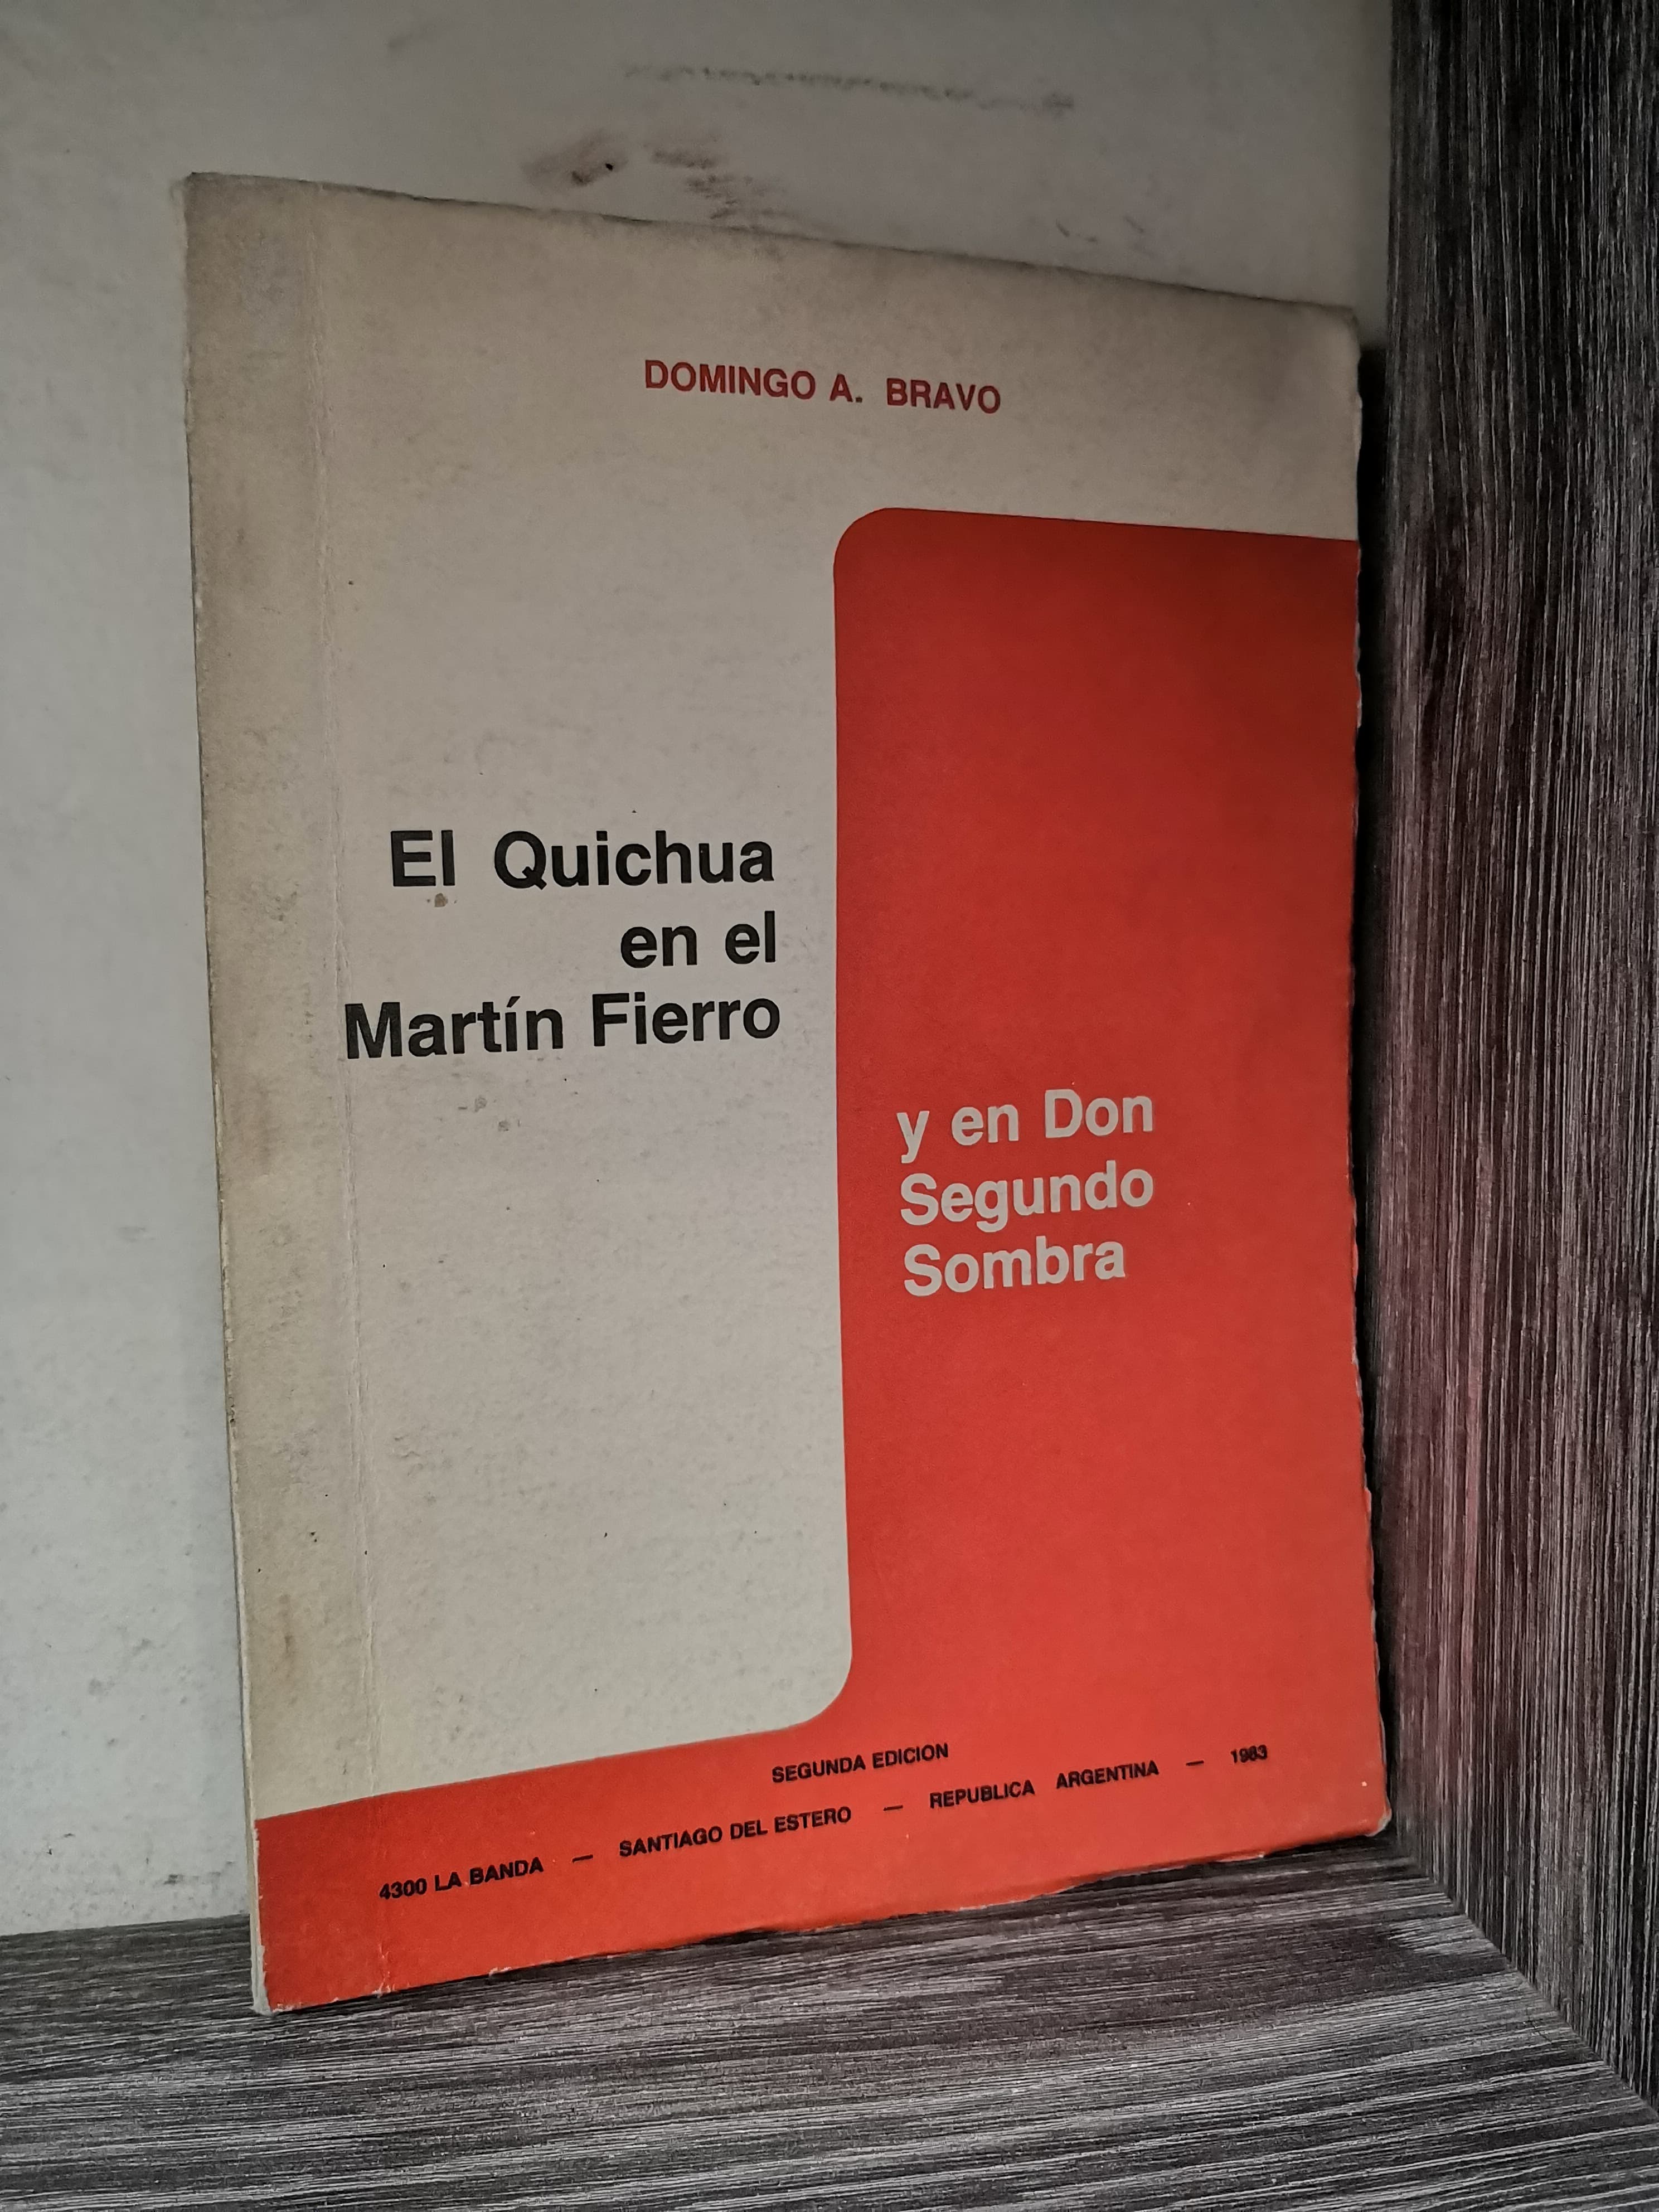 DOMINGO A. BRAVO
El Quichua
en el
Martín Fierro
y en Don
Segundo
Sombra
SEGUNDA EDICION
4300 LA BANDA — SANTIAGO DEL ESTERO — REPUBLICA ARGENTINA — 1983